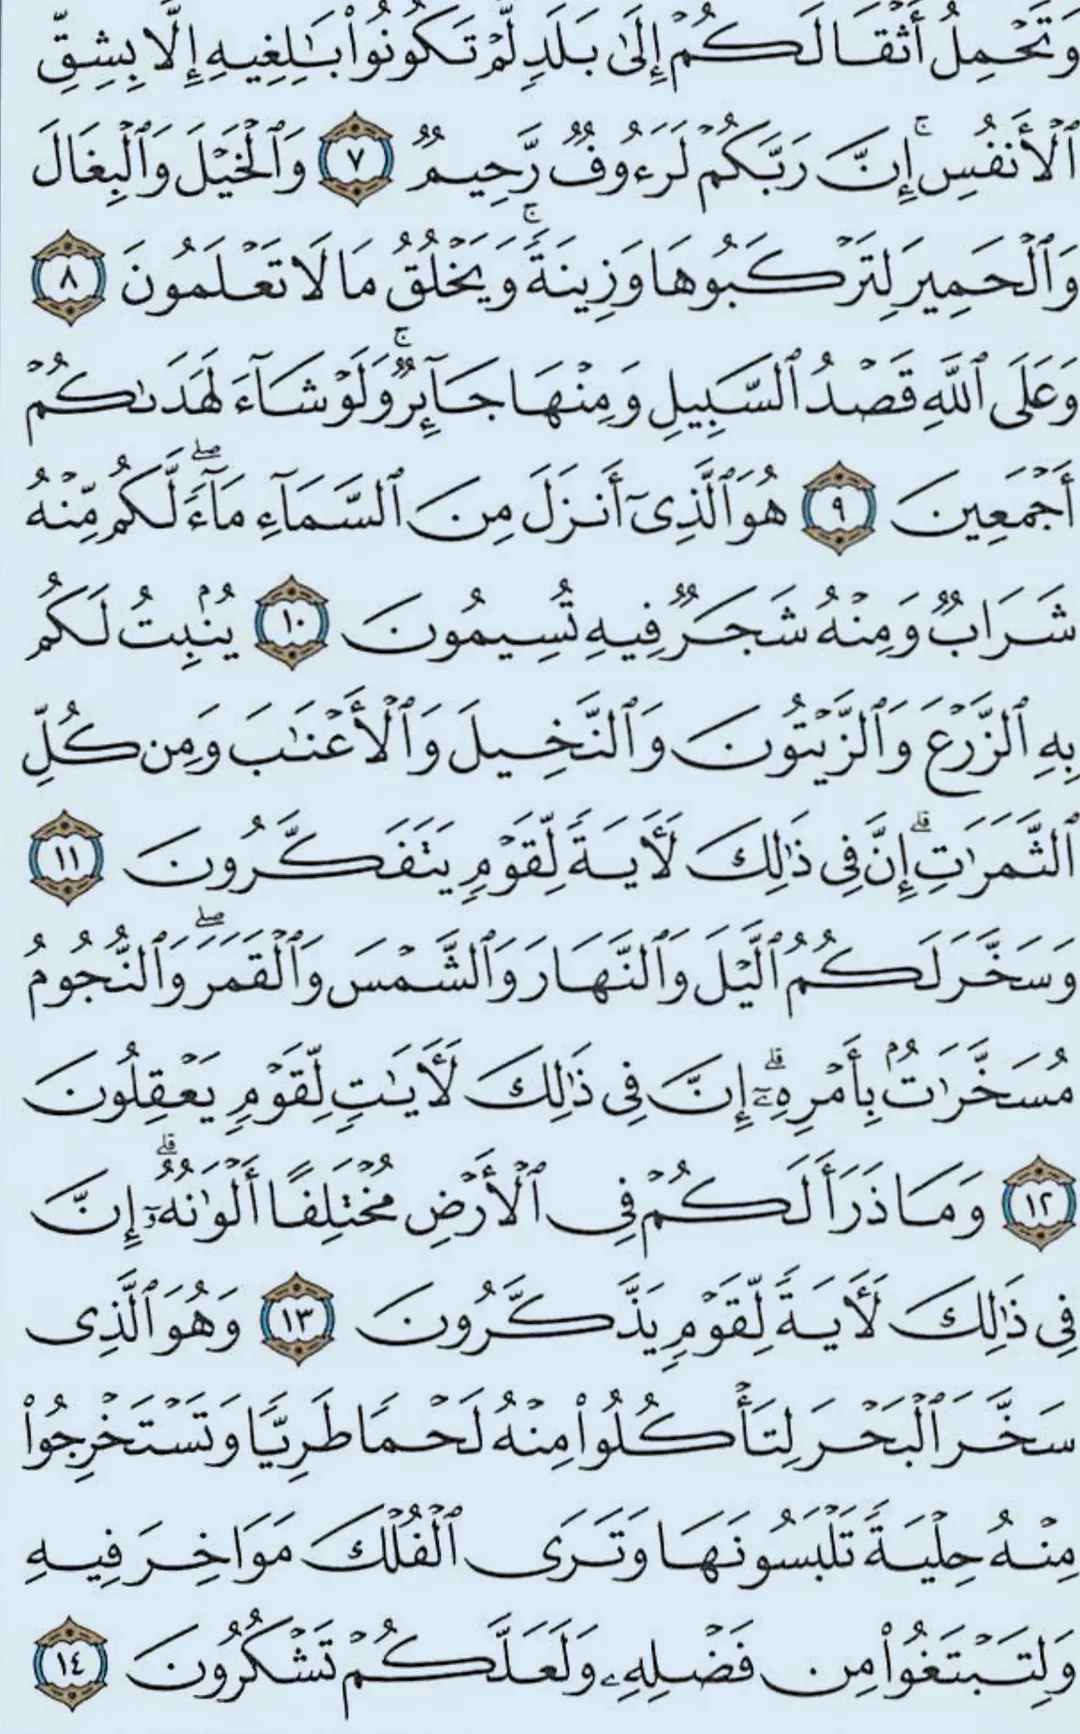 وَتَحْمِلُ أَثْقَالَكُمْ إِلَىٰ بَلَدٍ لَّمْ تَكُونُوا۟ بَـٰلِغِيهِ إِلَّا بِشِقِّ
ٱلْأَنفُسِ ۚ إِنَّ رَبَّكُمْ لَرَءُوفٌ رَّحِيمٌ ٧ وَٱلْخَيْلَ وَٱلْبِغَالَ
وَٱلْحَمِيرَ لِتَرْكَبُوهَا وَزِينَةً ۚ وَيَخْلُقُ مَا لَا تَعْلَمُونَ ٨
وَعَلَى ٱللَّهِ قَصْدُ ٱلسَّبِيلِ وَمِنْهَا جَآئِرٌ ۚ وَلَوْ شَآءَ لَهَدَىٰكُمْ
أَجْمَعِينَ ٩ هُوَ ٱلَّذِىٓ أَنزَلَ مِنَ ٱلسَّمَآءِ مَآءً ۖ لَّكُم مِّنْهُ
شَرَابٌ وَمِنْهُ شَجَرٌ فِيهِ تُسِيمُونَ ١٠ يُنۢبِتُ لَكُم
بِهِ ٱلزَّرْعَ وَٱلزَّيْتُونَ وَٱلنَّخِيلَ وَٱلْأَعْنَـٰبَ وَمِن كُلِّ
ٱلثَّمَرَٰتِ ۗ إِنَّ فِى ذَٰلِكَ لَـَٔايَةً لِّقَوْمٍ يَتَفَكَّرُونَ ١١
وَسَخَّرَ لَكُمُ ٱلَّيْلَ وَٱلنَّهَارَ وَٱلشَّمْسَ وَٱلْقَمَرَ ۖ وَٱلنُّجُومُ
مُسَخَّرَٰتٌۢ بِأَمْرِهِۦٓ ۗ إِنَّ فِى ذَٰلِكَ لَـَٔايَـٰتٍ لِّقَوْمٍ يَعْقِلُونَ
١٢ وَمَا ذَرَأَ لَكُمْ فِى ٱلْأَرْضِ مُخْتَلِفًا أَلْوَٰنُهُۥٓ ۗ إِنَّ
فِى ذَٰلِكَ لَـَٔايَةً لِّقَوْمٍ يَذَّكَّرُونَ ١٣ وَهُوَ ٱلَّذِى
سَخَّرَ ٱلْبَحْرَ لِتَأْكُلُوا۟ مِنْهُ لَحْمًا طَرِيًّا وَتَسْتَخْرِجُوا۟
مِنْهُ حِلْيَةً تَلْبَسُونَهَا وَتَرَى ٱلْفُلْكَ مَوَاخِرَ فِيهِ
وَلِتَبْتَغُوا۟ مِن فَضْلِهِۦ وَلَعَلَّكُمْ تَشْكُرُونَ ١٤